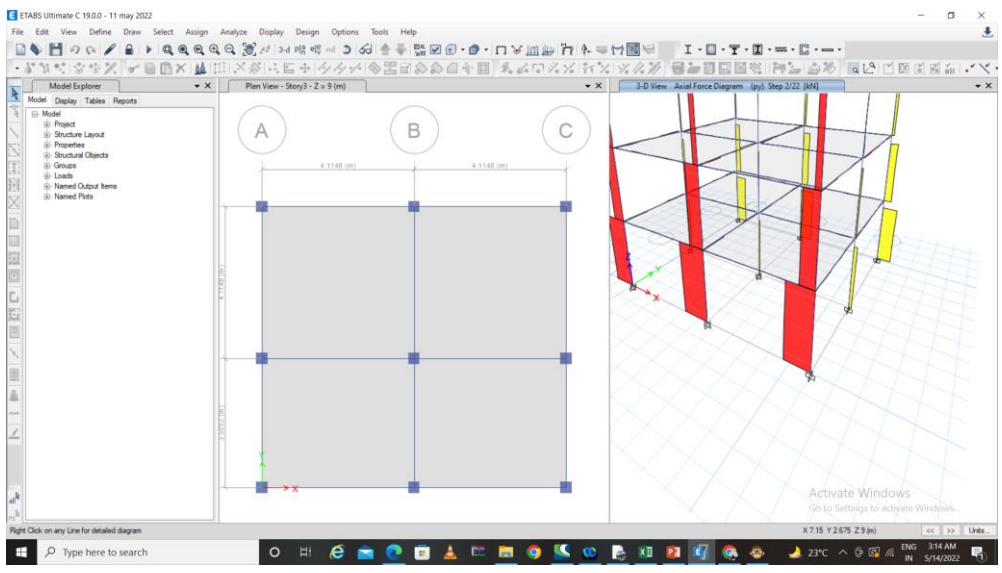 ETABS Ultimate C 19.0.0 - 11 may 2022
File Edit View Define Draw Select Assign Analyze Display Design Options Tools Help
3-d
Model Explorer
Model Display Tables Reports
Model
Project
Structure Layout
Properties
Structural Objects
Groups
Loads
Named Output Items
Named Plots
Plan View - Story3 - Z = 9 (m)
A B C
4.1148 (m) 4.1148 (m)
4.1148 (m)
Y
X
3-D View Axial Force Diagram (py) Step 2/22 [kN]
Z
Y
X
Activate Windows
Go to Settings to activate Windows.
Right Click on any Line for detailed diagram
X 7.15 Y 2.675 Z 9 (m)
<< >> Units...
Type here to search
23°C
ENG
IN
3:14 AM
5/14/2022